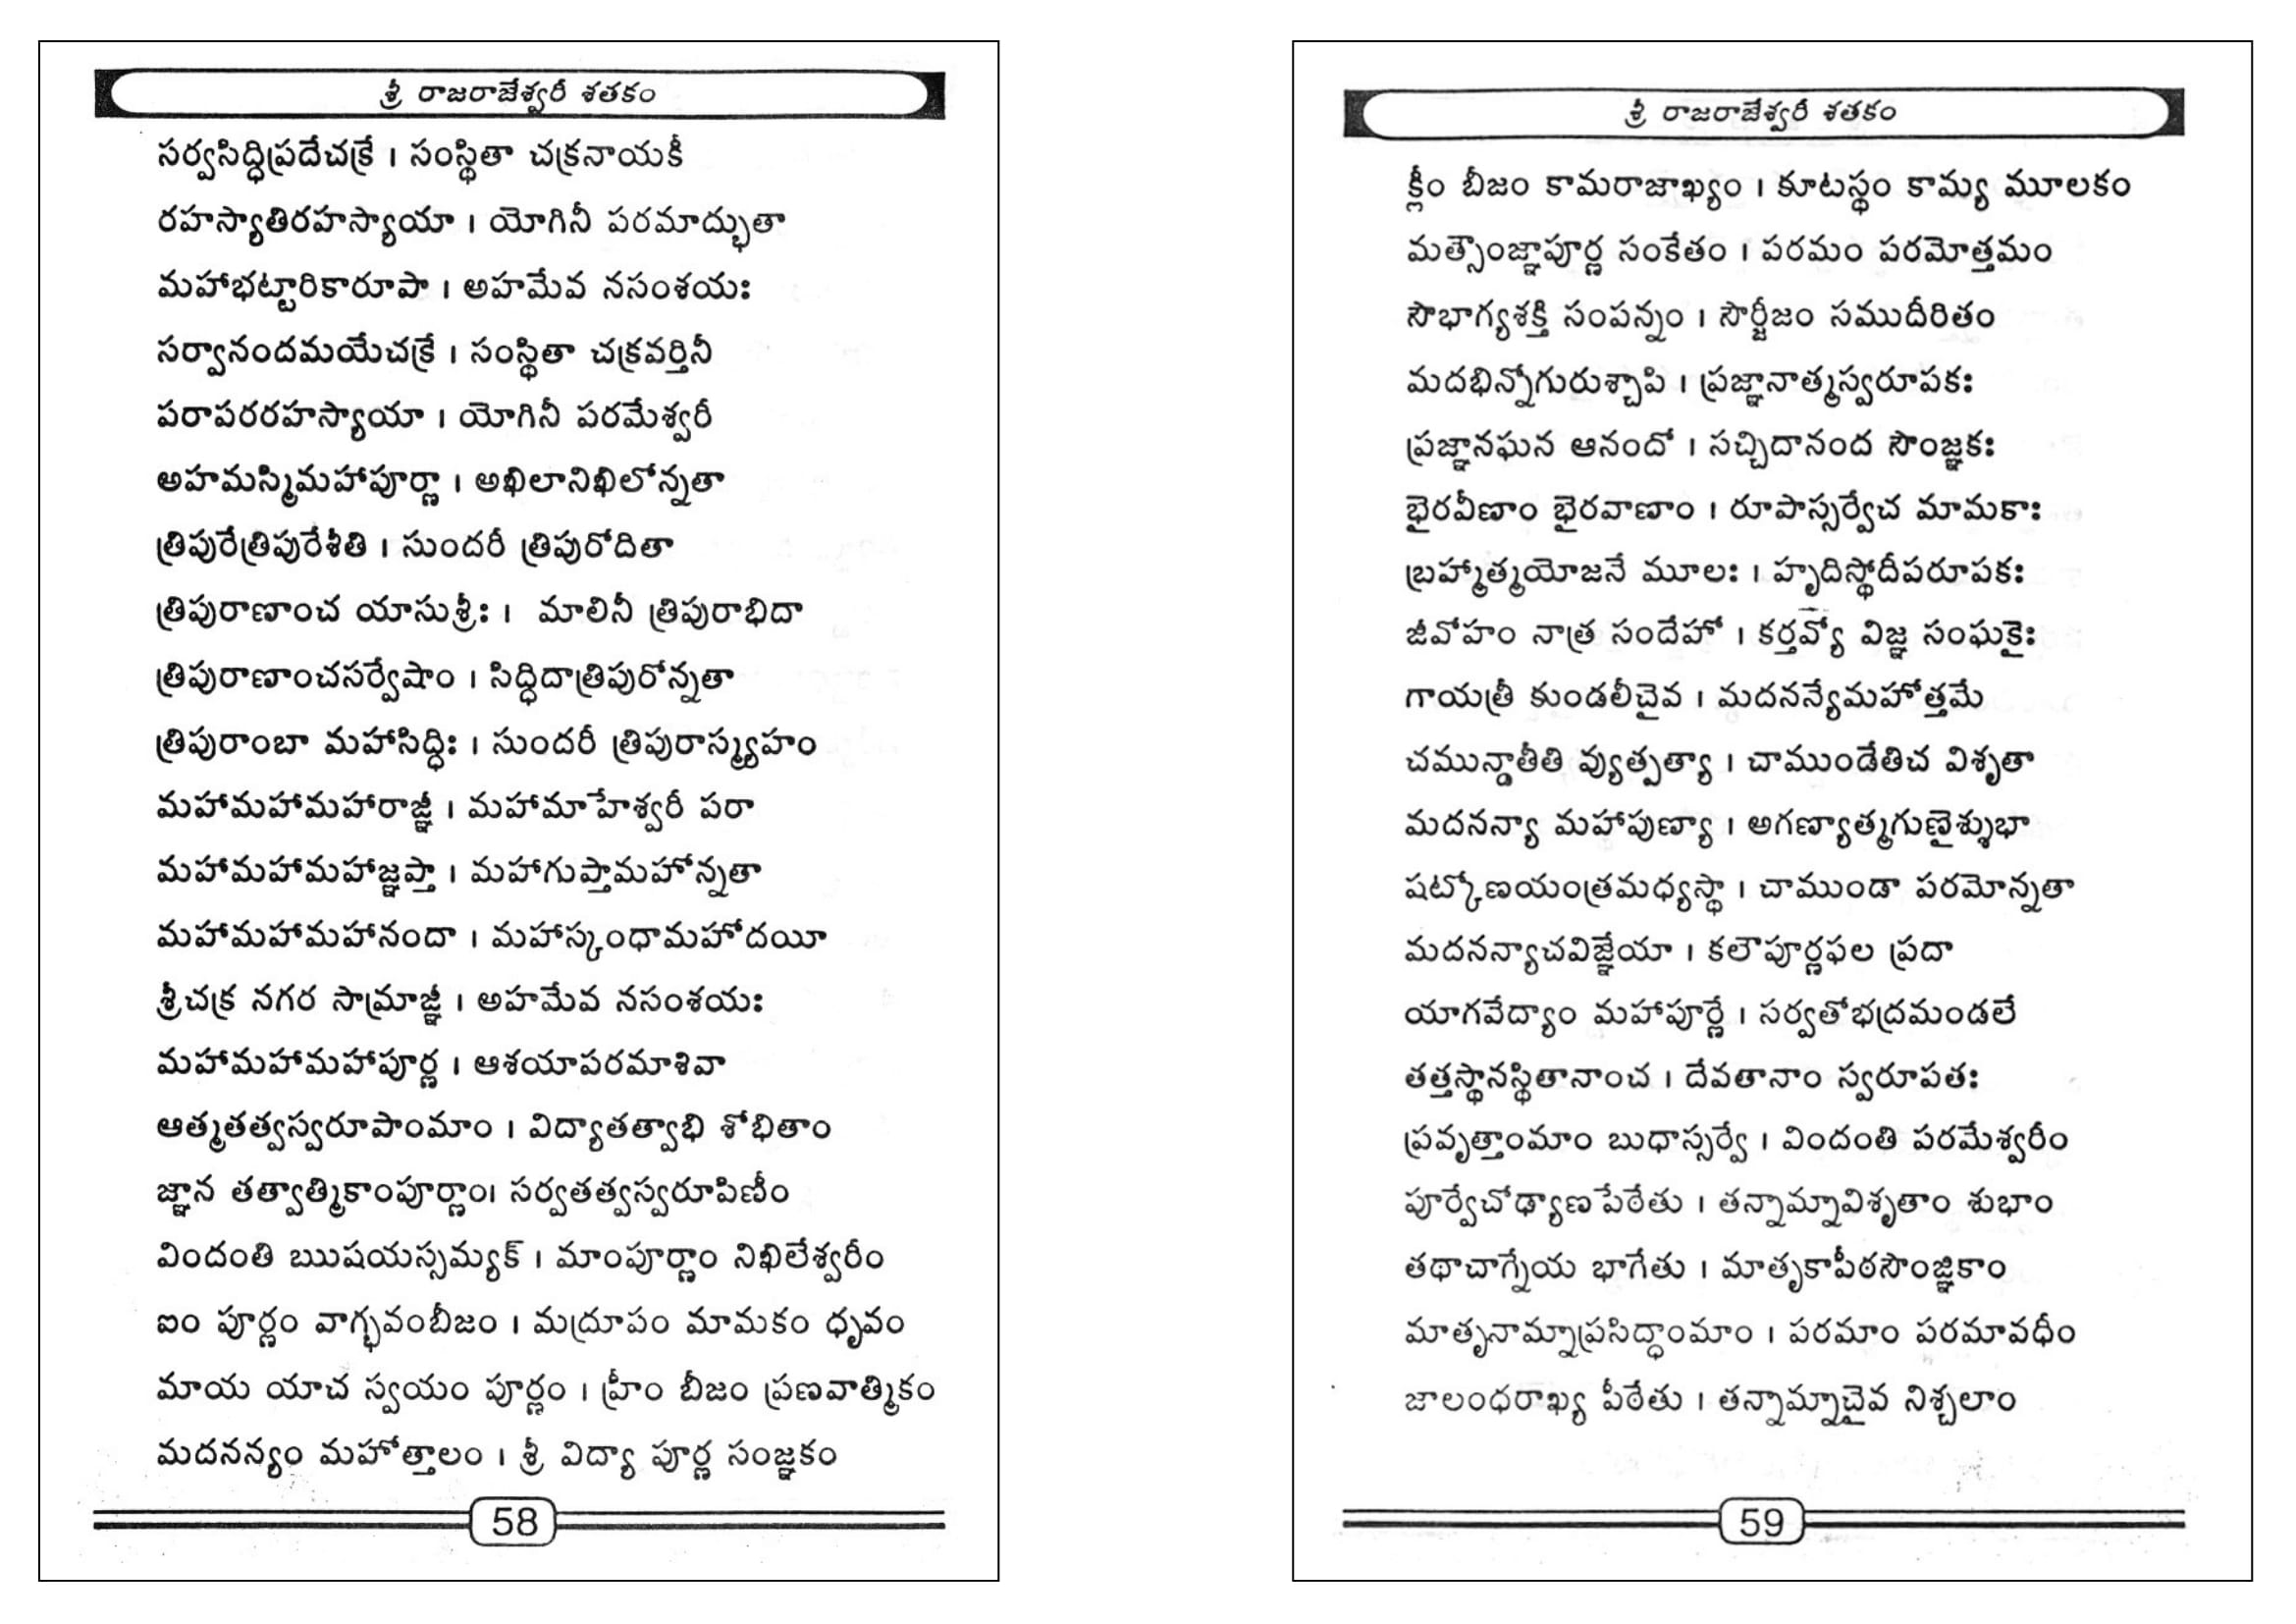 శ్రీ రాజరాజేశ్వరీ శతకం
సర్వసిద్ధిప్రదేచక్రే । సంస్థితా చక్రనాయకీ
రహస్యాతిరహస్యాయా । యోగినీ పరమాద్భుతా
మహాభట్టారికారూపా । అహమేవ నసంశయః
సర్వానందమయేచక్రే । సంస్థితా చక్రవర్తినీ
పరాపరరహస్యాయా । యోగినీ పరమేశ్వరీ
అహమస్మిమహాపూర్ణా । అఖిలానిఖిలోన్నతా
త్రిపురేత్రిపురేశీతి । సుందరీ త్రిపురోదితా
త్రిపురాణాంచ యాసుశ్రీః । మాలినీ త్రిపురాభిదా
త్రిపురాణాంచసర్వేషాం । సిద్ధిదాత్రిపురోన్నతా
త్రిపురాంబా మహాసిద్ధిః । సుందరీ త్రిపురాస్మ్యహం
మహామహామహారాజ్ఞీ । మహామాహేశ్వరీ పరా
మహామహామహాజ్ఞప్తా । మహాగుప్తామహోన్నతా
మహామహామహానందా । మహాస్కంధామహోదయీ
శ్రీచక్ర నగర సామ్రాజ్ఞీ । అహమేవ నసంశయః
మహామహామహాపూర్ణ । ఆశయాపరమాశివా
ఆత్మతత్వస్వరూపాంమాం । విద్యాతత్వాభి శోభితాం
జ్ఞాన తత్వాత్మికాంపూర్ణాం। సర్వతత్వస్వరూపిణీం
విందంతి ఋషయస్సమ్యక్ । మాంపూర్ణాం నిఖిలేశ్వరీం
ఐం పూర్ణం వాగ్భవంబీజం । మద్రూపం మామకం ధృవం
మాయ యాచ స్వయం పూర్ణం । హ్రీం బీజం ప్రణవాత్మికం
మదనన్యం మహోత్తాలం । శ్రీ విద్యా పూర్ణ సంజ్ఞకం
58
శ్రీ రాజరాజేశ్వరీ శతకం
క్లీం బీజం కామరాజాఖ్యం । కూటస్థం కామ్య మూలకం
మత్సౌంజ్ఞాపూర్ణ సంకేతం । పరమం పరమోత్తమం
సౌభాగ్యశక్తి సంపన్నం । సౌర్బీజం సముదీరితం
మదభిన్నోగురుశ్చాపి । ప్రజ్ఞానాత్మస్వరూపకః
ప్రజ్ఞానఘన ఆనందో । సచ్చిదానంద సౌంజ్ఞకః
భైరవీణాం భైరవాణాం । రూపాస్సర్వేచ మామకాః
బ్రహ్మాత్మయోజనే మూలః । హృదిస్థోదీపరూపకః
జీవోహం నాత్ర సందేహో । కర్తవ్యో విజ్ఞ సంఘకైః
గాయత్రీ కుండలీచైవ । మదనన్యేమహోత్తమే
చమున్డాతీతి వ్యుత్పత్యా । చాముండేతిచ విశృతా
మదనన్యా మహాపుణ్యా । అగణ్యాత్మగుణైశ్శుభా
షట్కోణయంత్రమధ్యస్థా । చాముండా పరమోన్నతా
మదనన్యాచవిజ్ఞేయా । కలౌపూర్ణఫల ప్రదా
యాగవేద్యాం మహాపూర్ణే । సర్వతోభద్రమండలే
తత్తస్థానస్థితానాంచ । దేవతానాం స్వరూపతః
ప్రవృత్తాంమాం బుధాస్సర్వే । విందంతి పరమేశ్వరీం
పూర్వేచోఢ్యాణపేఠేతు । తన్నామ్నావిశృతాం శుభాం
తథాచాగ్నేయ భాగేతు । మాతృకాపీఠసౌంజ్ఞికాం
మాతృనామ్నాప్రసిద్ధాంమాం । పరమాం పరమావధీం
జాలంధరాఖ్య పీఠేతు । తన్నామ్నాచైవ నిశ్చలాం
59